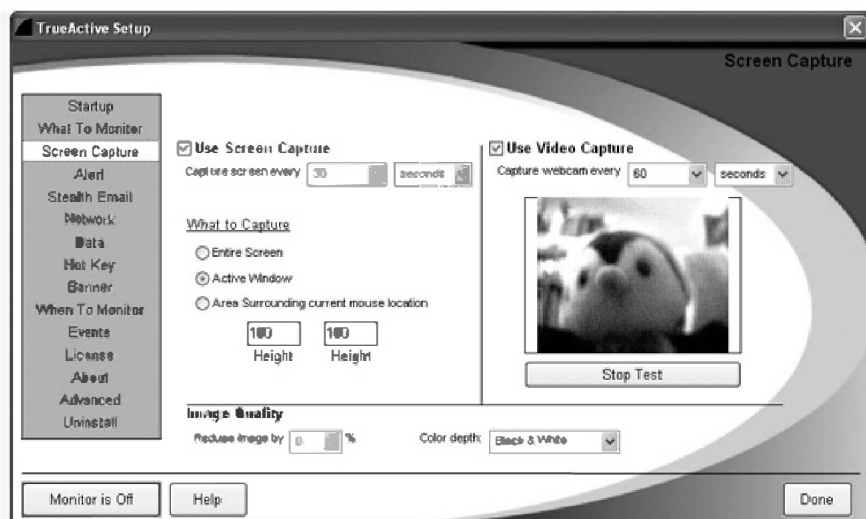 TrueActive Setup
Screen Capture
Startup
What To Monitor
Screen Capture
Alert
Stealth Email
Network
Data
Hot Key
Banner
When To Monitor
Events
License
About
Advanced
Uninstall
Use Screen Capture
Capture screen every 30 seconds
What to Capture
Entire Screen
Active Window
Area Surrounding current mouse location
100 100
Height Height
Use Video Capture
Capture webcam every 60 seconds
Stop Test
Image Quality
Reduce image by 0 %
Color depth: Black & White
Monitor is Off
Help
Done